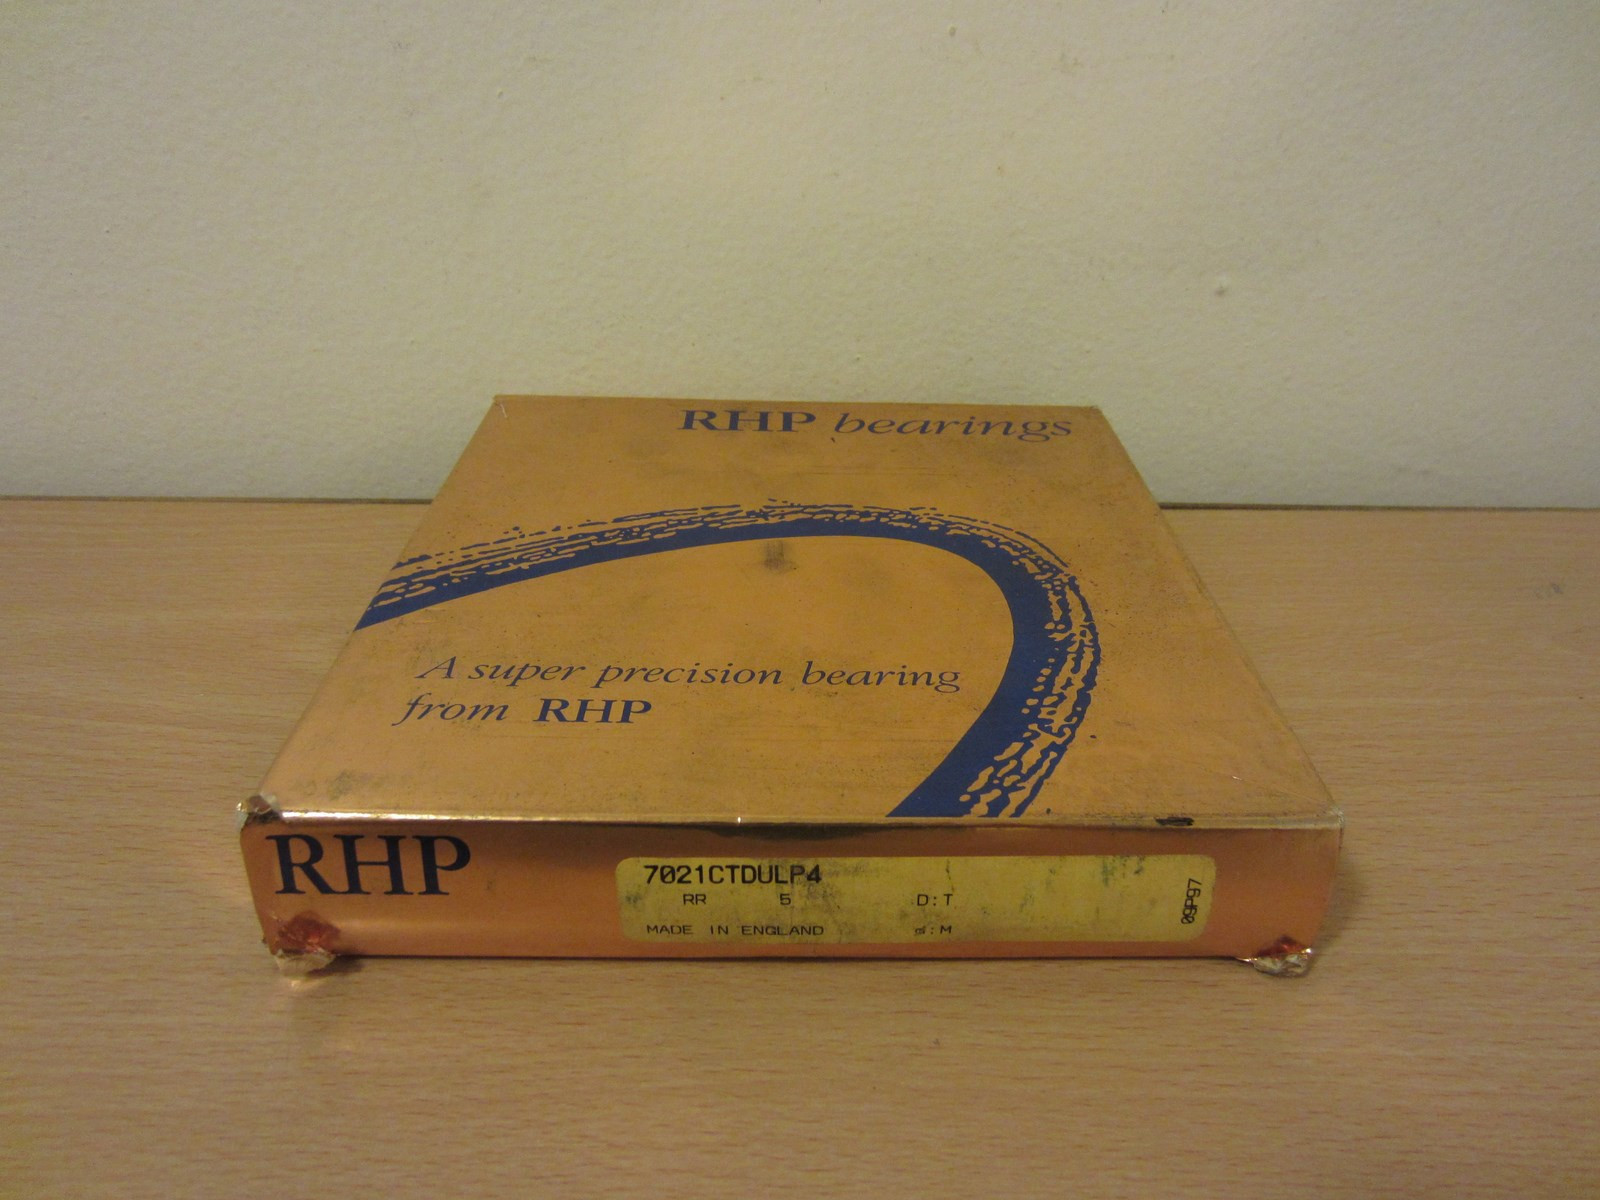 RHP bearings
A super precision bearing
from RHP
RHP
7021CTDULP4
RR 5 D:T
MADE IN ENGLAND :M
09P97